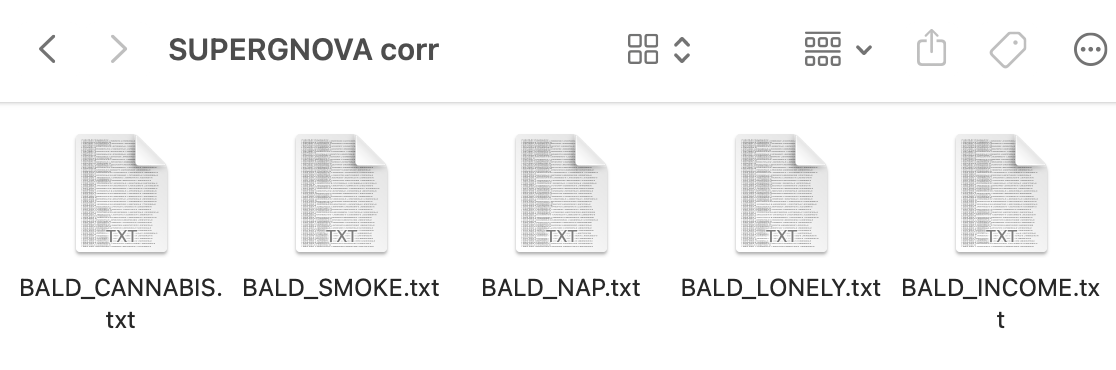 SUPERGNOVA corr
TXT TXT TXT TXT TXT
BALD_CANNABIS. BALD_SMOKE.txt BALD_NAP.txt BALD_LONELY.txt BALD_INCOME.tx
txt t